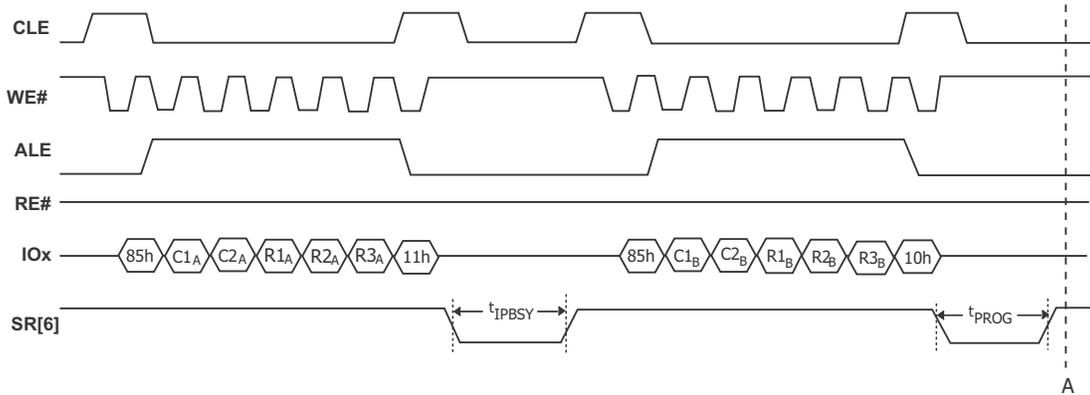 CLE
WE#
ALE
RE#
IOx 85h C1A C2A R1A R2A R3A 11h 85h C1B C2B R1B R2B R3B 10h
SR[6] tIPBSY tPROG
A